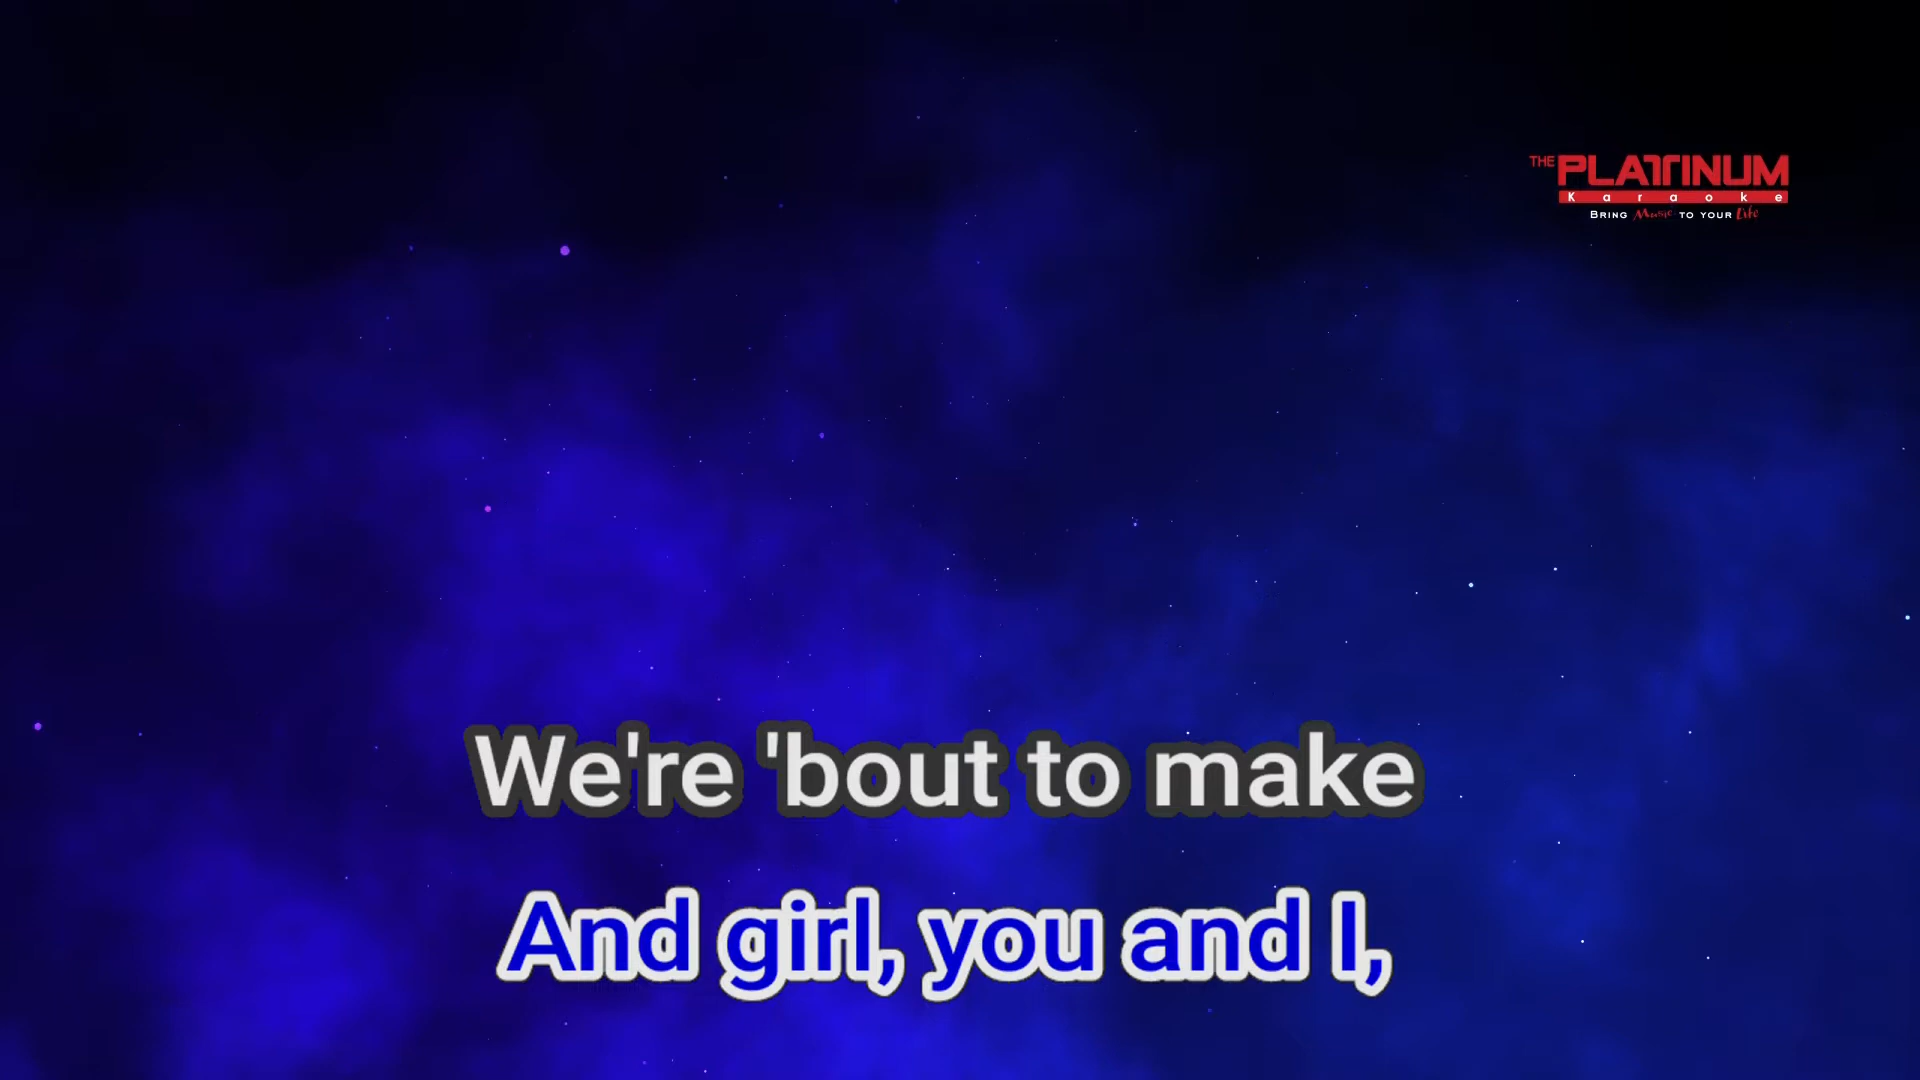 THE PLATINUM
Karaoke
BRING Music TO YOUR Life
We're 'bout to make
And girl, you and I,